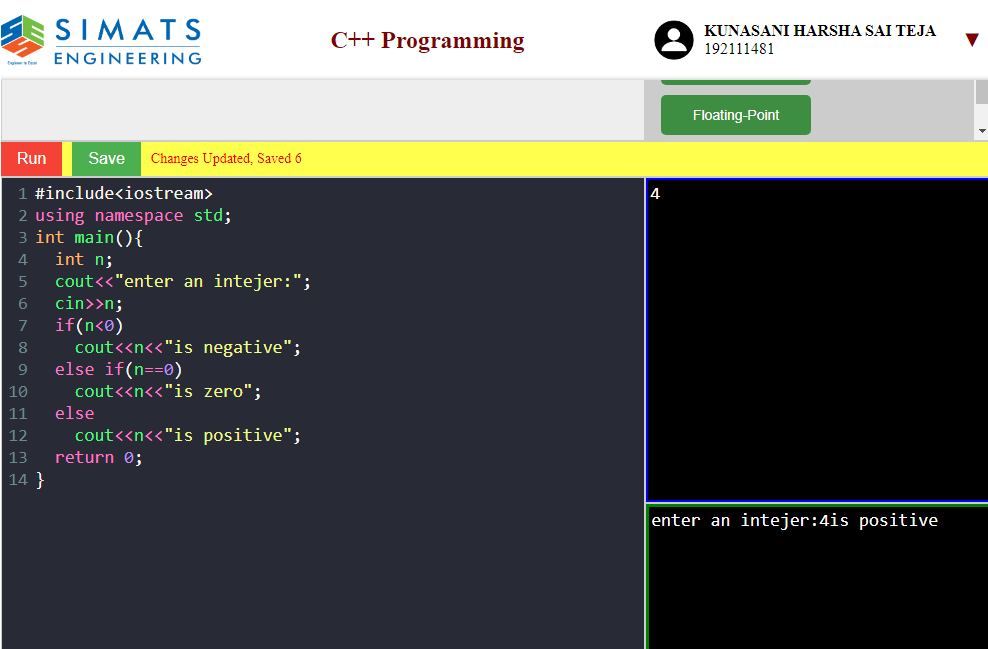 SIMATS
ENGINEERING
Engineer to Excel
C++ Programming
KUNASANI HARSHA SAI TEJA
192111481
Floating-Point
Run
Save
Changes Updated, Saved 6
1 #include<iostream>
2 using namespace std;
3 int main(){
4 int n;
5 cout<<"enter an intejer:";
6 cin>>n;
7 if(n<0)
8 cout<<n<<"is negative";
9 else if(n==0)
10 cout<<n<<"is zero";
11 else
12 cout<<n<<"is positive";
13 return 0;
14 }
4
enter an intejer:4is positive